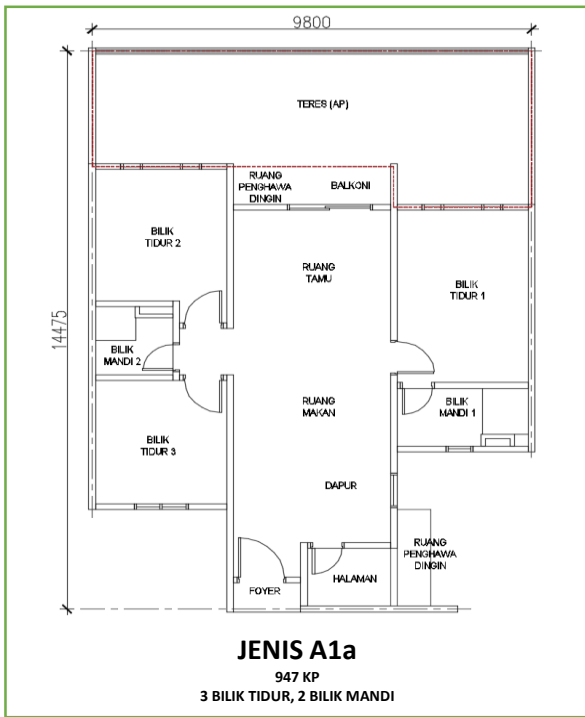 9800
TERES (AP)
RUANG
PENGHAWA
DINGIN
BALKONI
BILIK
TIDUR 2
RUANG
TAMU
BILIK
TIDUR 1
14475
BILIK
MANDI 2
RUANG
MAKAN
BILIK
MANDI 1
BILIK
TIDUR 3
DAPUR
RUANG
PENGHAWA
DINGIN
HALAMAN
FOYER
JENIS A1a
947 KP
3 BILIK TIDUR, 2 BILIK MANDI